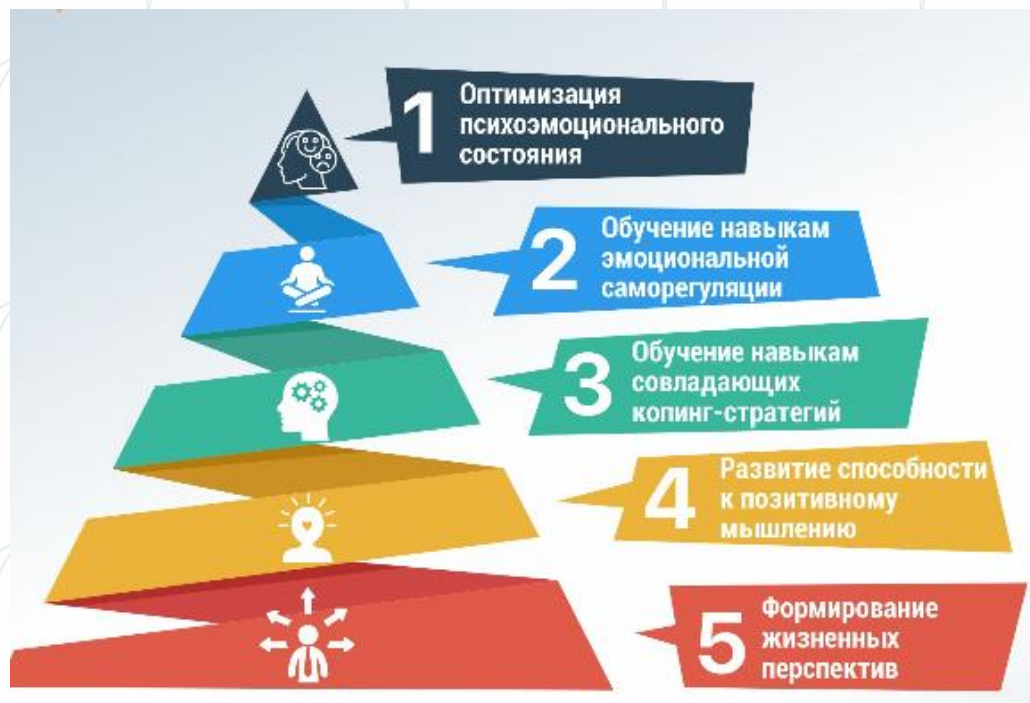 1
Оптимизация
психоэмоционального
состояния
2
Обучение навыкам
эмоциональной
саморегуляции
3
Обучение навыкам
совладающих
копинг-стратегий
4
Развитие способности
к позитивному
мышлению
5
Формирование
жизненных
перспектив